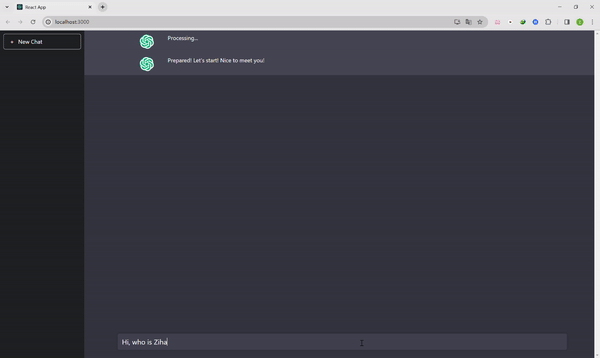 React App
localhost:3000
+ New Chat
Processing...
Prepared! Let's start! Nice to meet you!
Hi, who is Ziha